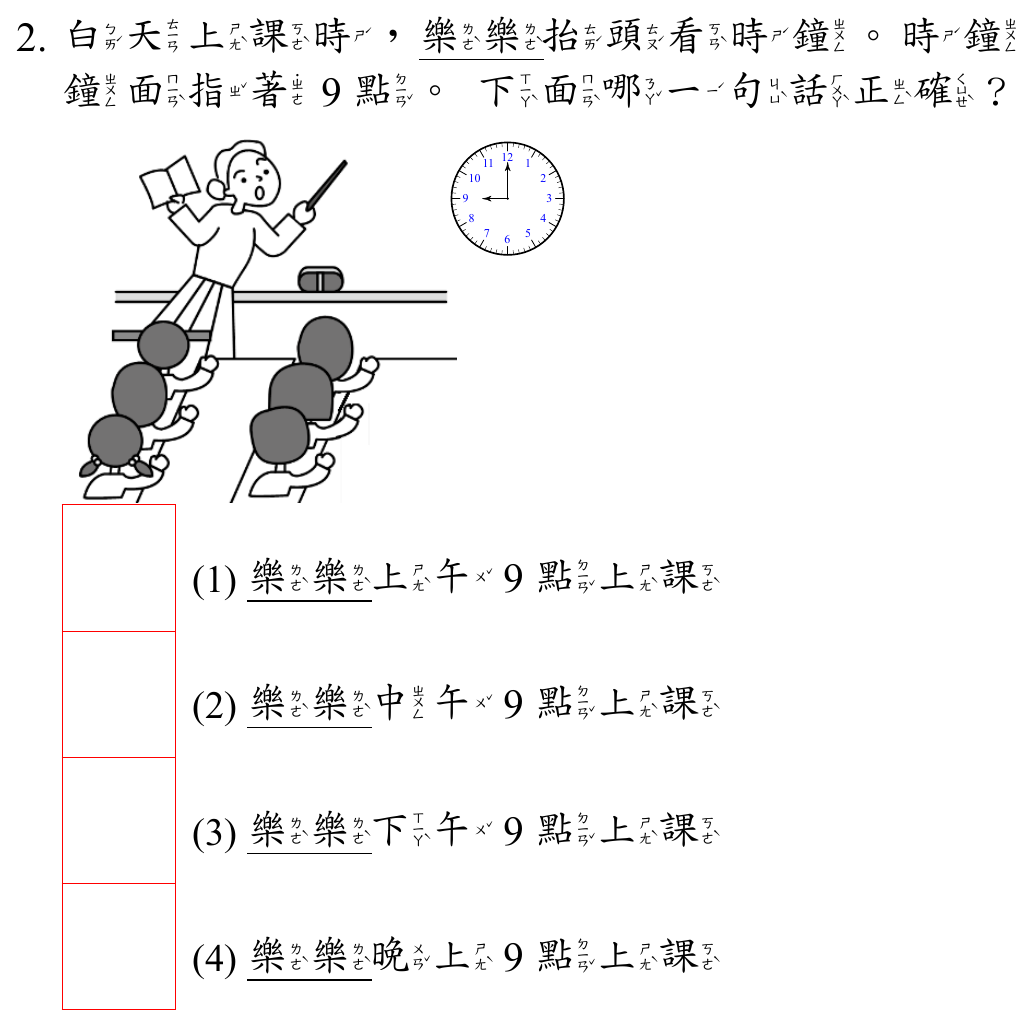 2. 白天上課時，樂樂抬頭看時鐘。時鐘
鐘面指著 9 點。 下面哪一句話正確？
12
11 1
10 2
9 3
8 4
7 5
6
(1) 樂樂上午 9 點上課
(2) 樂樂中午 9 點上課
(3) 樂樂下午 9 點上課
(4) 樂樂晚上 9 點上課